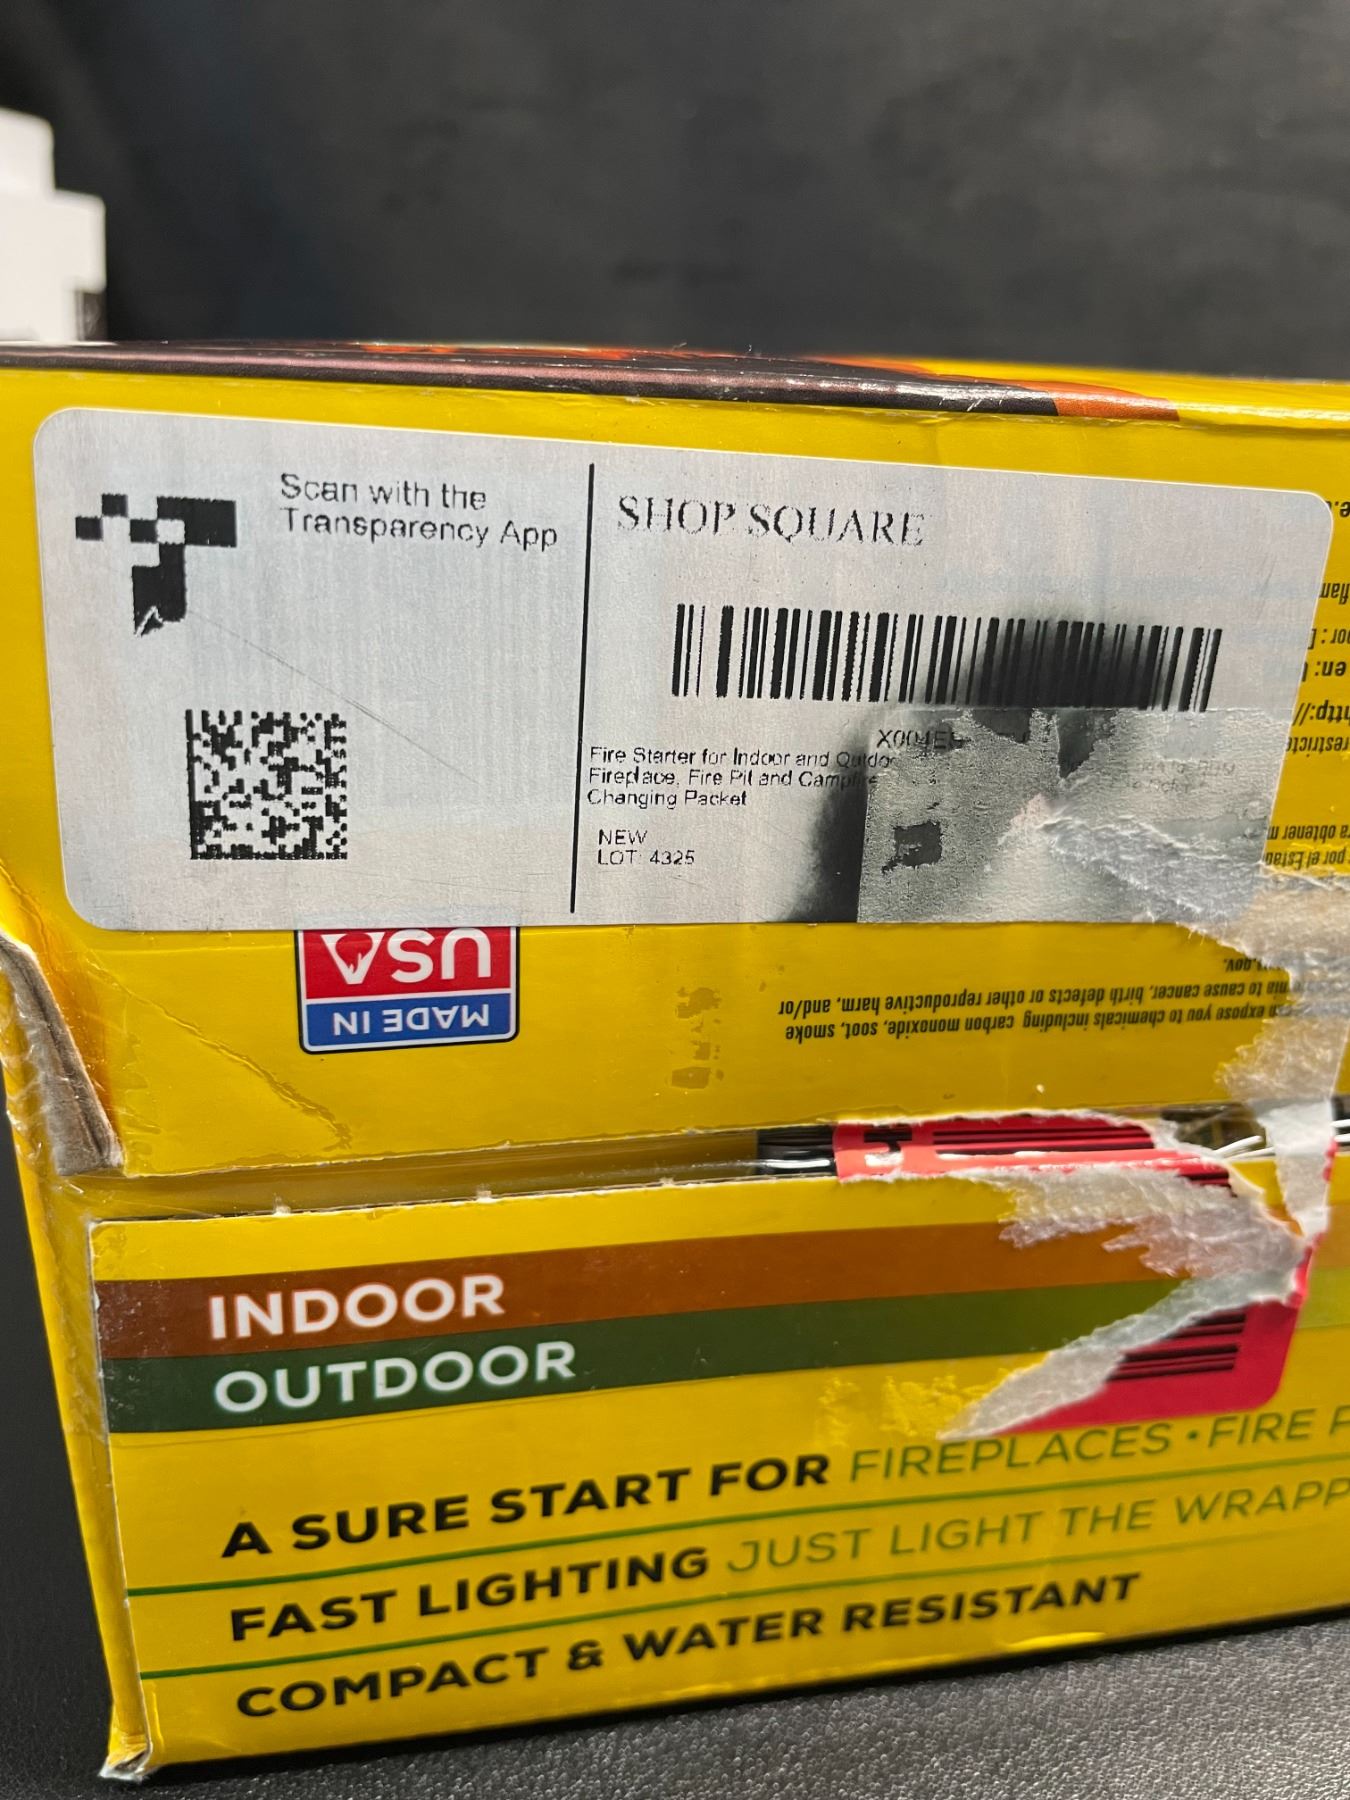 Scan with the
Transparency App
SHOP SQUARE
Fire Starter for Indoor and Outdoor
Fireplace, Fire Pit and Campfire
Changing Packet
NEW
LOT: 4325
MADE IN
USA
expose you to chemicals including carbon monoxide, soot, smoke
to cause cancer, birth defects or other reproductive harm, and/or
INDOOR
OUTDOOR
A SURE START FOR FIREPLACES • FIRE
FAST LIGHTING JUST LIGHT THE WRAPP
COMPACT & WATER RESISTANT